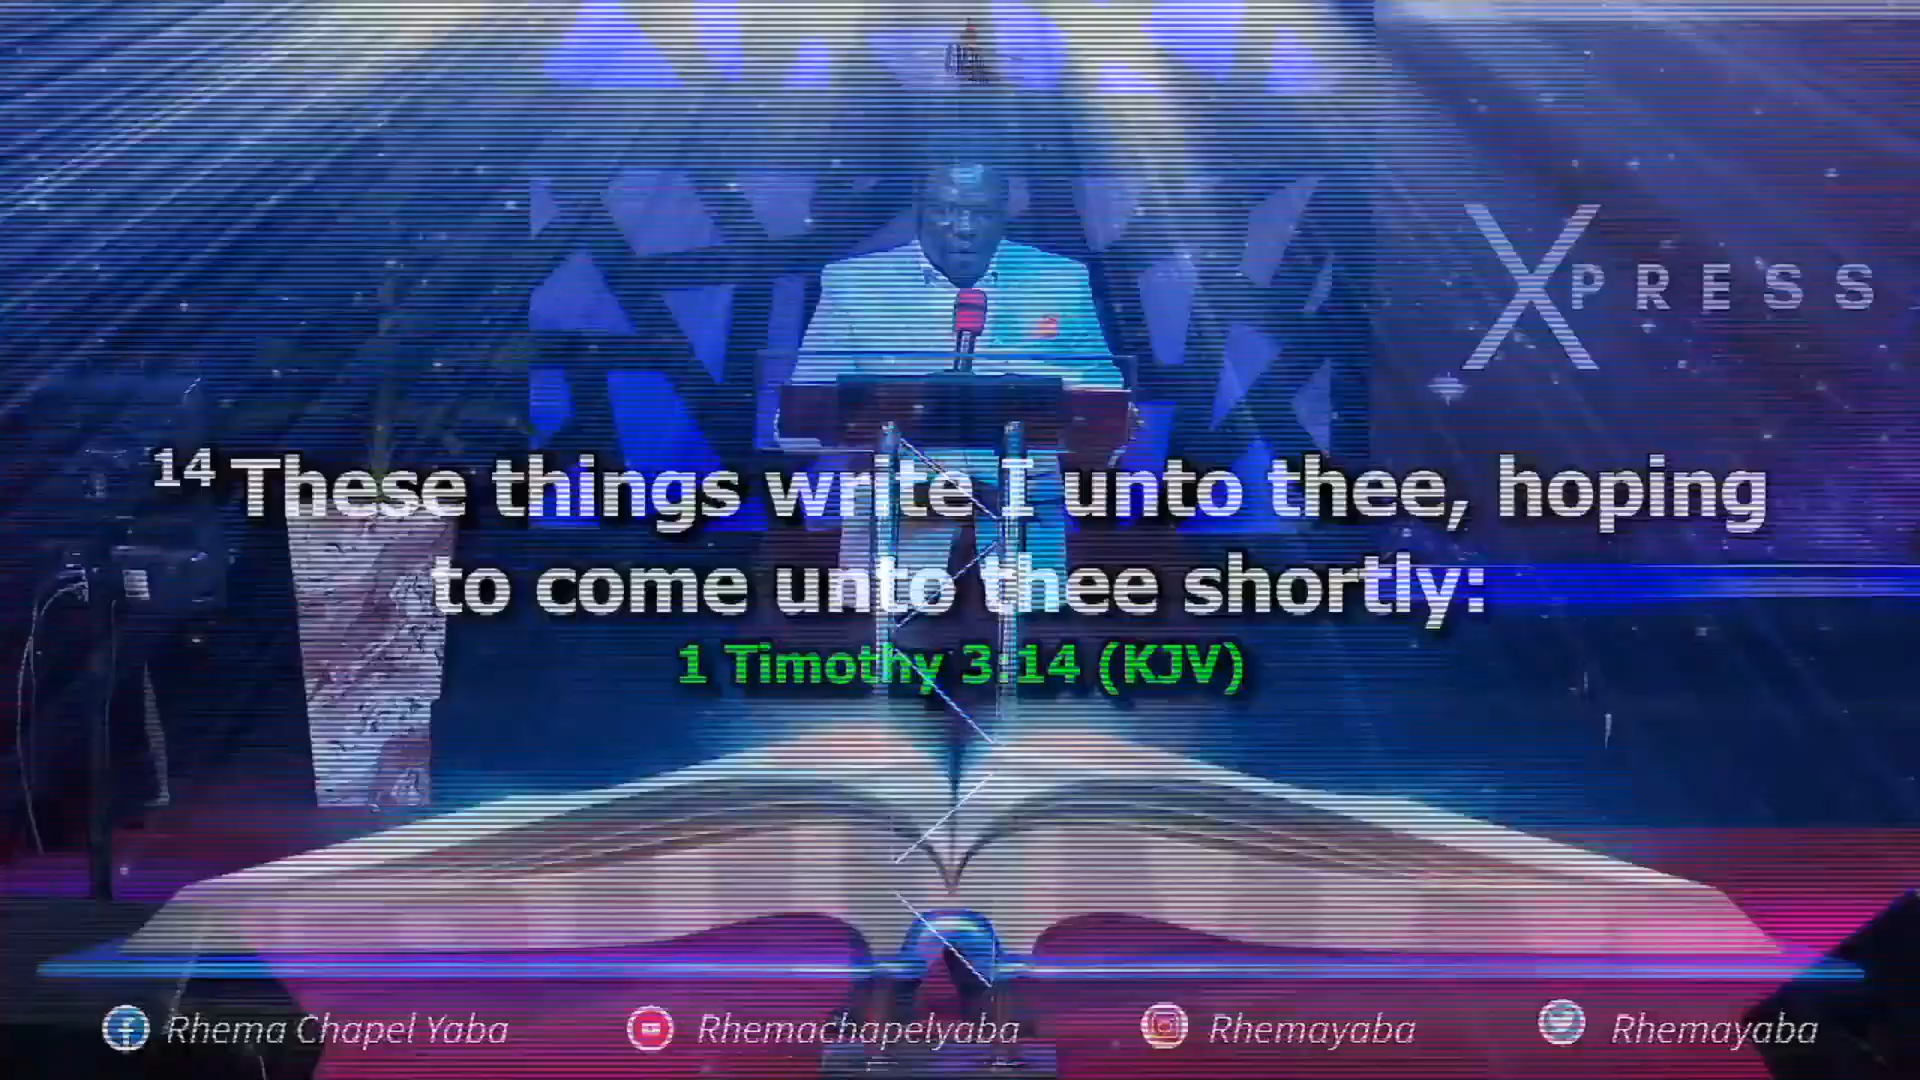 XPRESS
14 These things write I unto thee, hoping
to come unto thee shortly:
1 Timothy 3:14 (KJV)
Rhema Chapel Yaba
Rhemachapelyaba
Rhemayaba
Rhemayaba